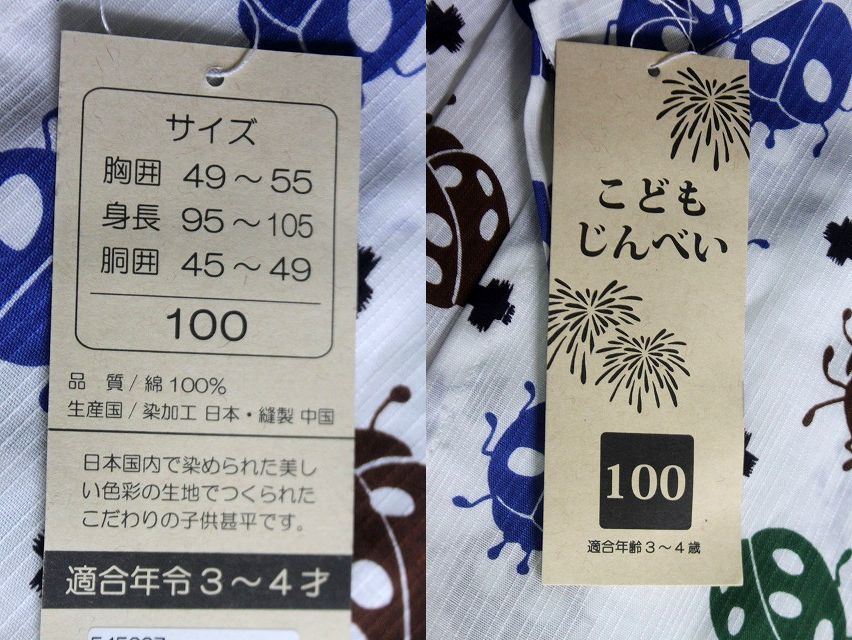 サイズ
胸囲 49～55
身長 95～105
胴囲 45～49
100
品 質 / 綿 100%
生産国 / 染加工 日本・縫製 中国
日本国内で染められた美し
い色彩の生地でつくられた
こだわりの子供甚平です。
適合年令3～4才
こども
じんべい
100
適合年齢3～4歳